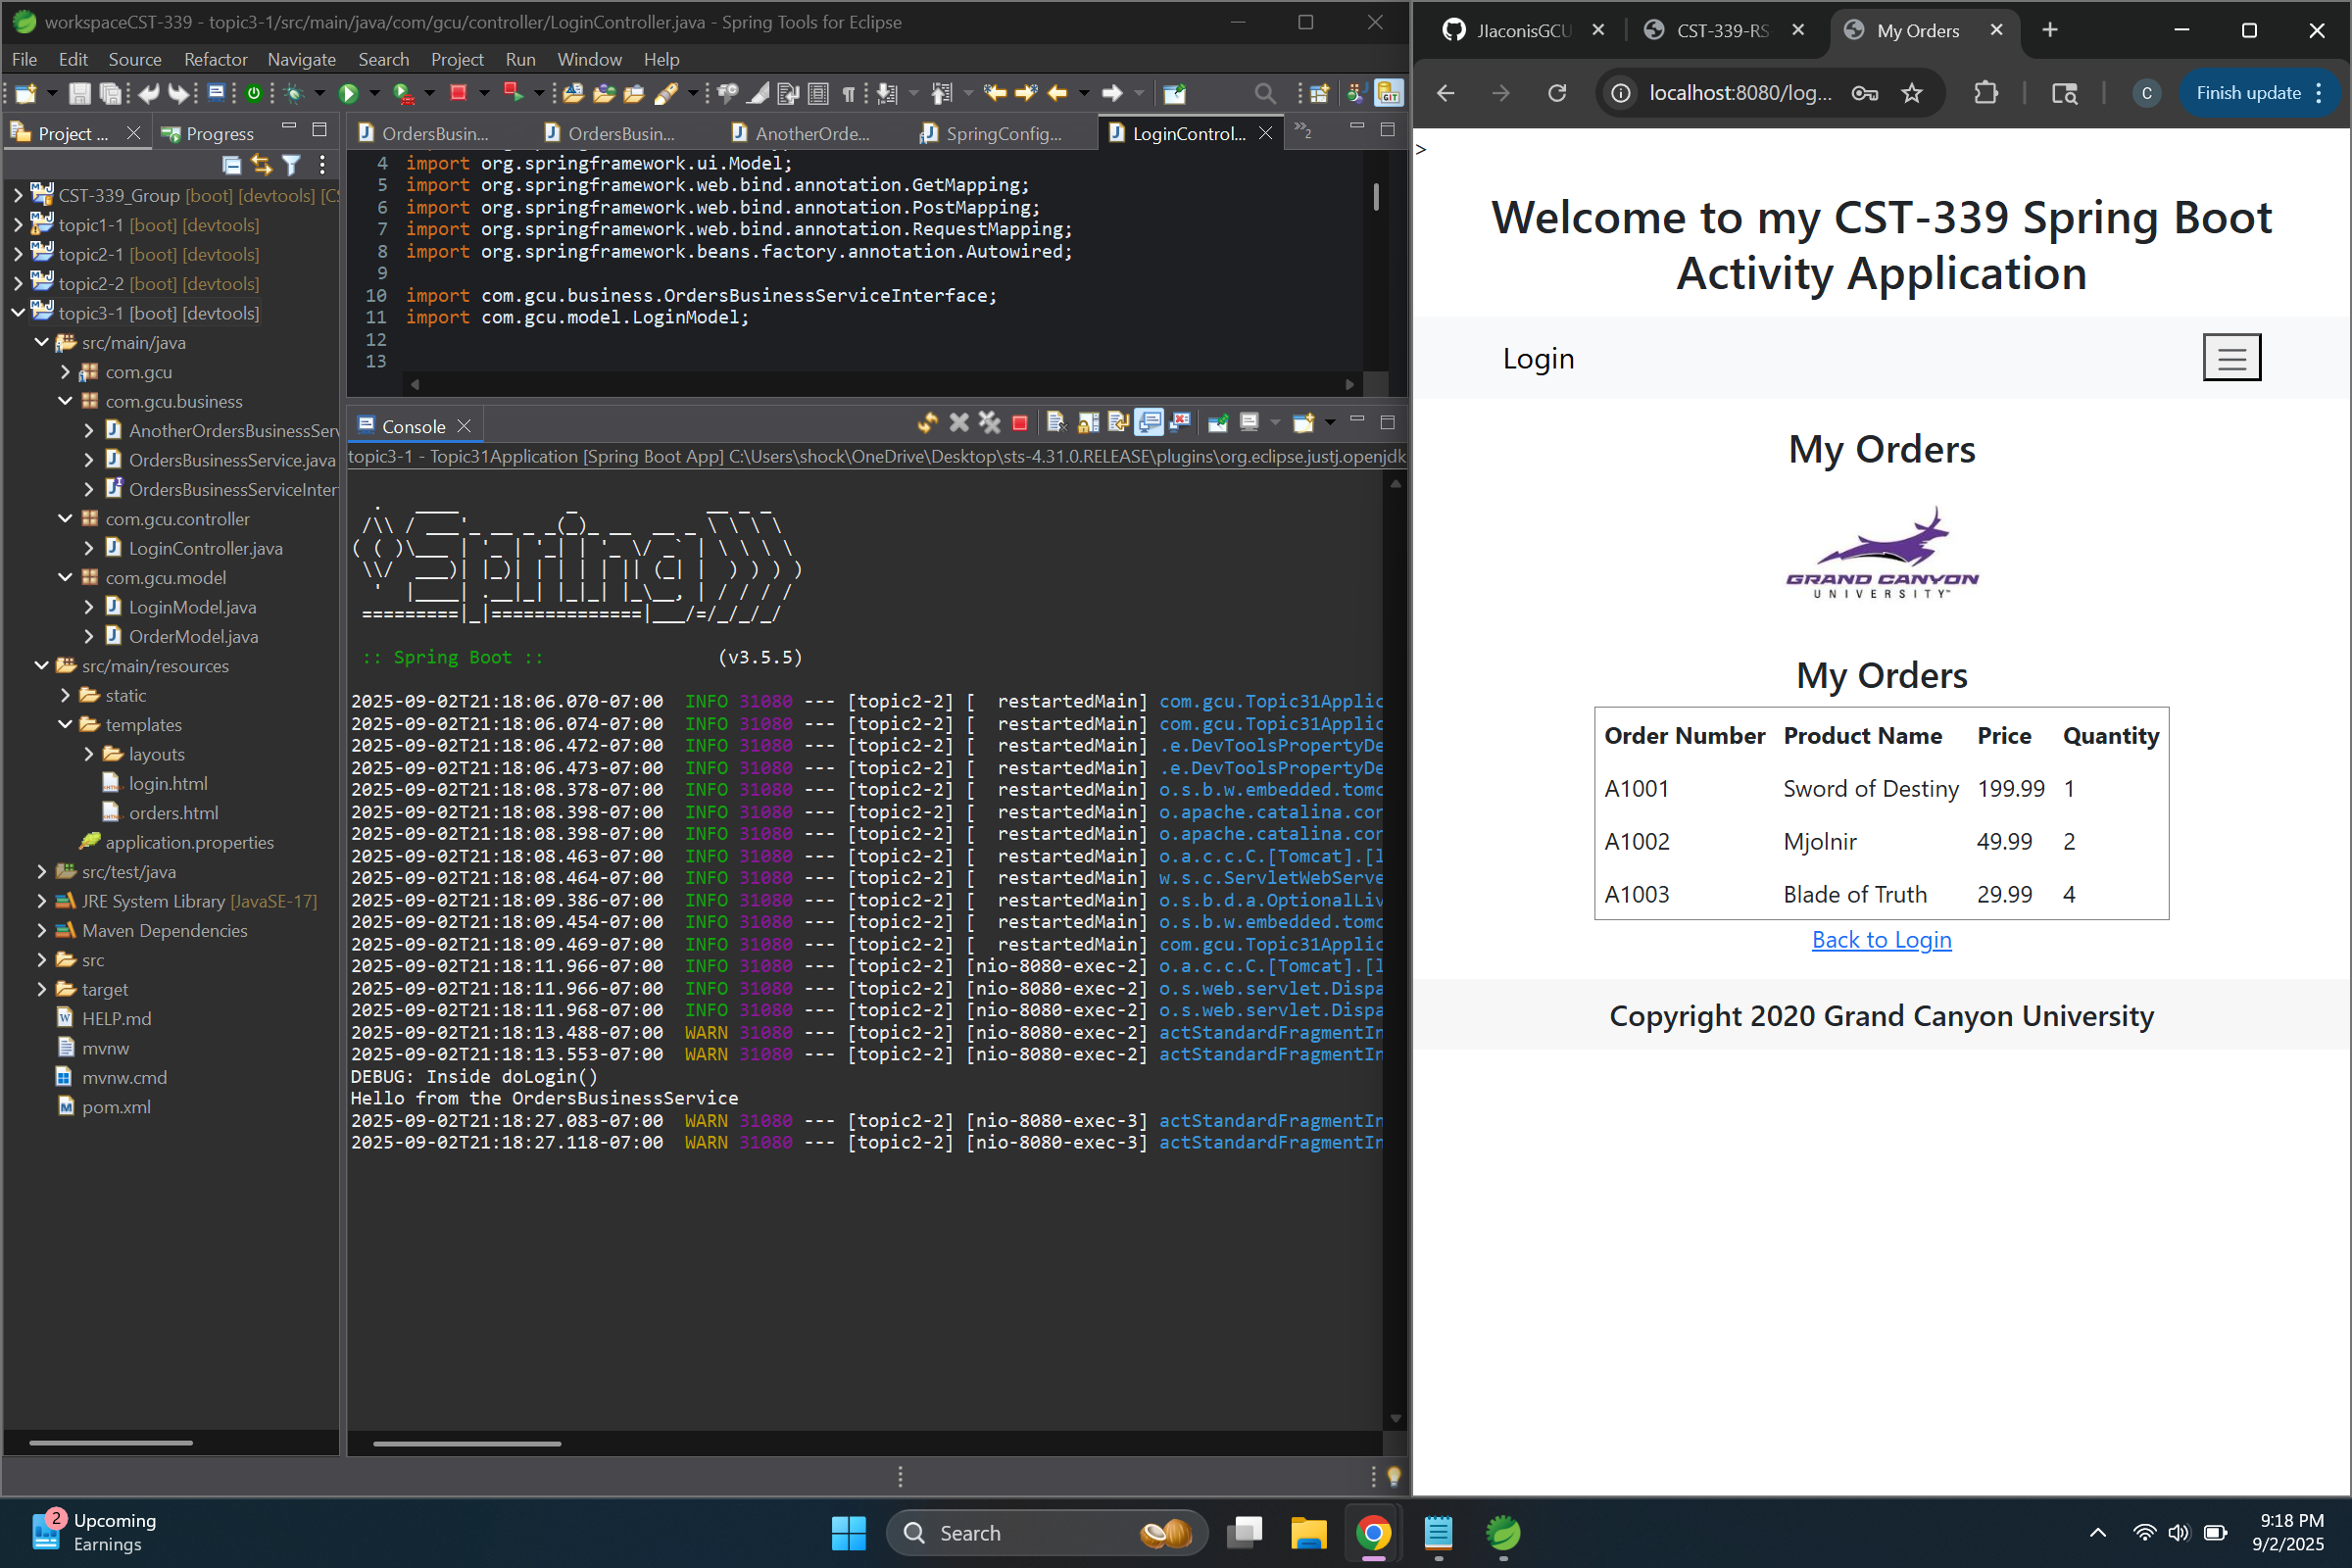 workspaceCST-339 - topic3-1/src/main/java/com/gcu/controller/LoginController.java - Spring Tools for Eclipse
File Edit Source Refactor Navigate Search Project Run Window Help
Project ... Progress
CST-339_Group [boot] [devtools] [CS
topic1-1 [boot] [devtools]
topic2-1 [boot] [devtools]
topic2-2 [boot] [devtools]
topic3-1 [boot] [devtools]
src/main/java
com.gcu
com.gcu.business
AnotherOrdersBusinessServ
OrdersBusinessService.java
OrdersBusinessServiceInter
com.gcu.controller
LoginController.java
com.gcu.model
LoginModel.java
OrderModel.java
src/main/resources
static
templates
layouts
login.html
orders.html
application.properties
src/test/java
JRE System Library [JavaSE-17]
Maven Dependencies
src
target
HELP.md
mvnw
mvnw.cmd
pom.xml
OrdersBusin... OrdersBusin... AnotherOrde... SpringConfig... LoginControl... »2
4 import org.springframework.ui.Model;
5 import org.springframework.web.bind.annotation.GetMapping;
6 import org.springframework.web.bind.annotation.PostMapping;
7 import org.springframework.web.bind.annotation.RequestMapping;
8 import org.springframework.beans.factory.annotation.Autowired;
9
10 import com.gcu.business.OrdersBusinessServiceInterface;
11 import com.gcu.model.LoginModel;
12
13
Console
topic3-1 - Topic31Application [Spring Boot App] C:\Users\shock\OneDrive\Desktop\sts-4.31.0.RELEASE\plugins\org.eclipse.justj.openjdk
:: Spring Boot :: (v3.5.5)
2025-09-02T21:18:06.070-07:00 INFO 31080 --- [topic2-2] [ restartedMain] com.gcu.Topic31Applic
2025-09-02T21:18:06.074-07:00 INFO 31080 --- [topic2-2] [ restartedMain] com.gcu.Topic31Applic
2025-09-02T21:18:06.472-07:00 INFO 31080 --- [topic2-2] [ restartedMain] .e.DevToolsPropertyDe
2025-09-02T21:18:06.473-07:00 INFO 31080 --- [topic2-2] [ restartedMain] .e.DevToolsPropertyDe
2025-09-02T21:18:08.378-07:00 INFO 31080 --- [topic2-2] [ restartedMain] o.s.b.w.embedded.tomc
2025-09-02T21:18:08.398-07:00 INFO 31080 --- [topic2-2] [ restartedMain] o.apache.catalina.cor
2025-09-02T21:18:08.398-07:00 INFO 31080 --- [topic2-2] [ restartedMain] o.apache.catalina.cor
2025-09-02T21:18:08.463-07:00 INFO 31080 --- [topic2-2] [ restartedMain] o.a.c.c.C.[Tomcat].[l
2025-09-02T21:18:08.464-07:00 INFO 31080 --- [topic2-2] [ restartedMain] w.s.c.ServletWebServe
2025-09-02T21:18:09.386-07:00 INFO 31080 --- [topic2-2] [ restartedMain] o.s.b.d.a.OptionalLiv
2025-09-02T21:18:09.454-07:00 INFO 31080 --- [topic2-2] [ restartedMain] o.s.b.w.embedded.tomc
2025-09-02T21:18:09.469-07:00 INFO 31080 --- [topic2-2] [ restartedMain] com.gcu.Topic31Applic
2025-09-02T21:18:11.966-07:00 INFO 31080 --- [topic2-2] [nio-8080-exec-2] o.a.c.c.C.[Tomcat].[l
2025-09-02T21:18:11.966-07:00 INFO 31080 --- [topic2-2] [nio-8080-exec-2] o.s.web.servlet.Dispa
2025-09-02T21:18:11.968-07:00 INFO 31080 --- [topic2-2] [nio-8080-exec-2] o.s.web.servlet.Dispa
2025-09-02T21:18:13.488-07:00 WARN 31080 --- [topic2-2] [nio-8080-exec-2] actStandardFragmentIn
2025-09-02T21:18:13.553-07:00 WARN 31080 --- [topic2-2] [nio-8080-exec-2] actStandardFragmentIn
DEBUG: Inside doLogin()
Hello from the OrdersBusinessService
2025-09-02T21:18:27.083-07:00 WARN 31080 --- [topic2-2] [nio-8080-exec-3] actStandardFragmentIn
2025-09-02T21:18:27.118-07:00 WARN 31080 --- [topic2-2] [nio-8080-exec-3] actStandardFragmentIn
JIaconisGCU CST-339-RS My Orders
localhost:8080/log... C Finish update
>
Welcome to my CST-339 Spring Boot
Activity Application
Login
My Orders
GRAND CANYON
UNIVERSITY™
My Orders
Order Number Product Name Price Quantity
A1001 Sword of Destiny 199.99 1
A1002 Mjolnir 49.99 2
A1003 Blade of Truth 29.99 4
Back to Login
Copyright 2020 Grand Canyon University
2 Upcoming
Earnings
Search
9:18 PM
9/2/2025